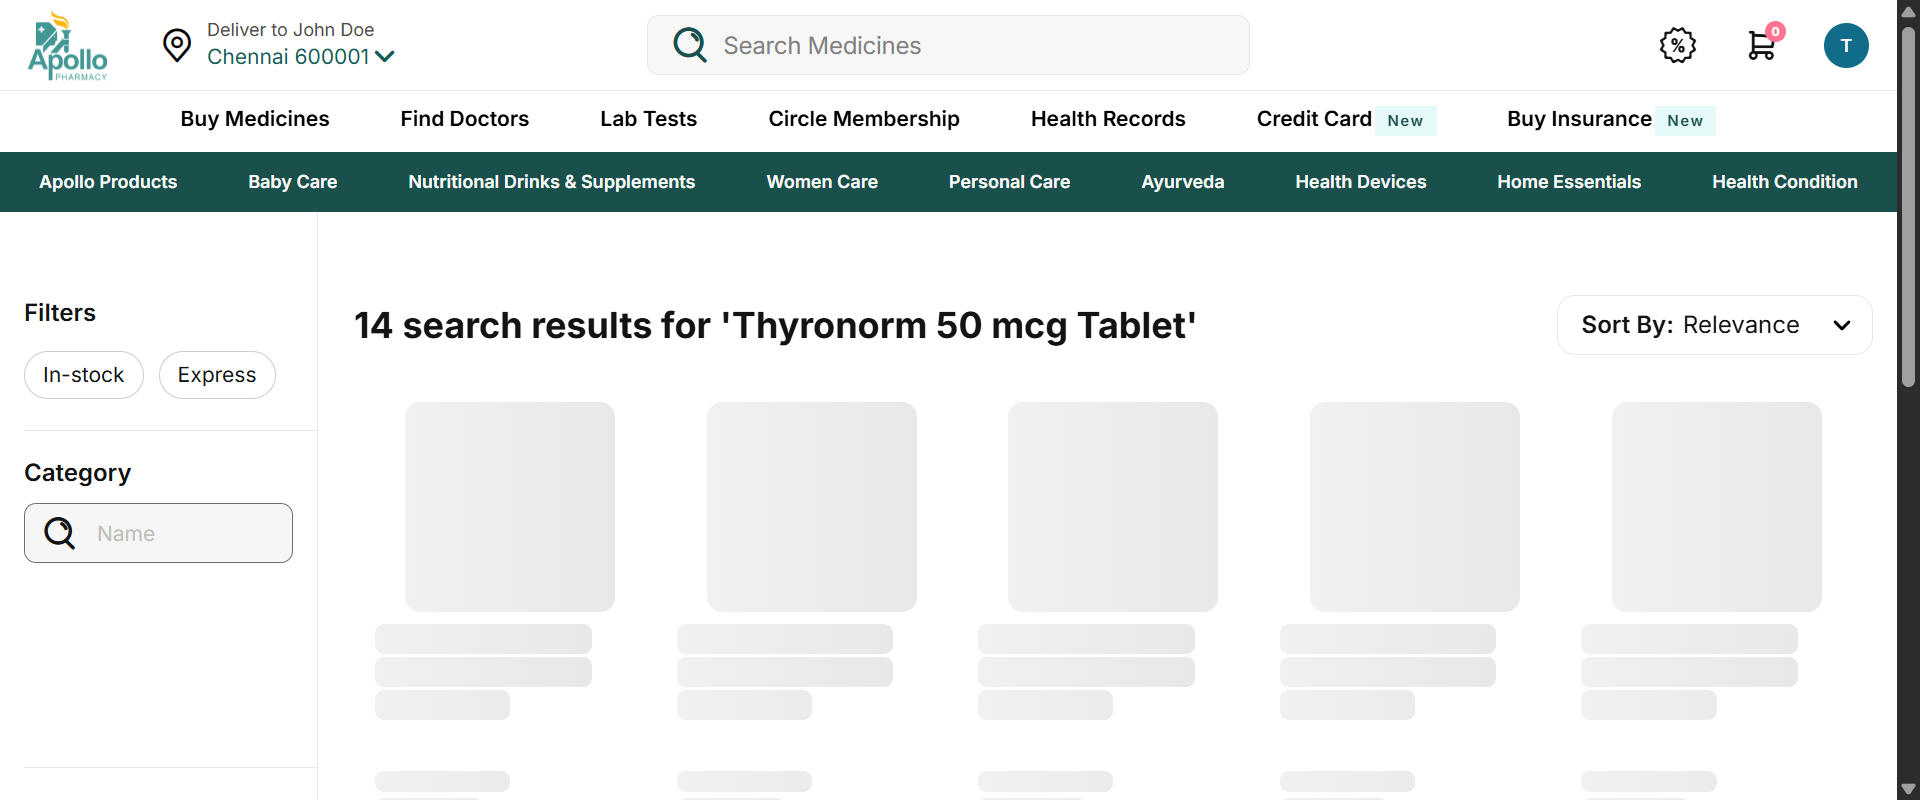 Apollo
PHARMACY
Deliver to John Doe
Chennai 600001
Search Medicines
%
0
T
Buy Medicines
Find Doctors
Lab Tests
Circle Membership
Health Records
Credit Card New
Buy Insurance New
Apollo Products
Baby Care
Nutritional Drinks & Supplements
Women Care
Personal Care
Ayurveda
Health Devices
Home Essentials
Health Condition
Filters
In-stock
Express
Category
Name
14 search results for 'Thyronorm 50 mcg Tablet'
Sort By: Relevance